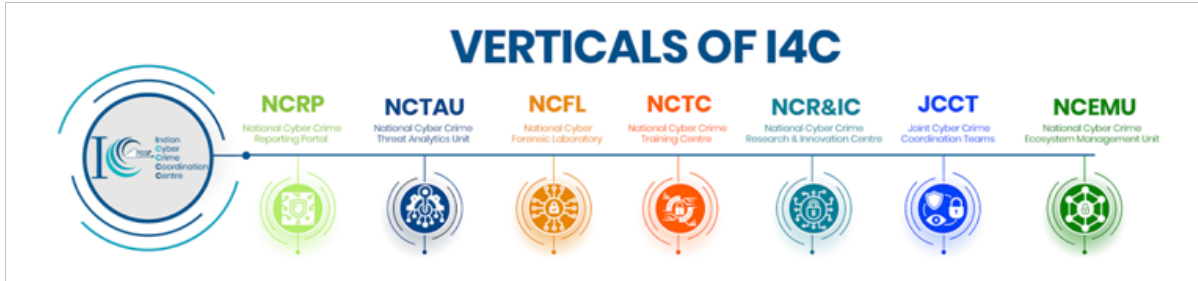 VERTICALS OF I4C
Indian
Cyber
Crime
Coordination
Centre
NCRP
National Cyber Crime
Reporting Portal
NCTAU
National Cyber Crime
Threat Analytics Unit
NCFL
National Cyber
Forensic Laboratory
NCTC
National Cyber Crime
Training Centre
NCR&IC
National Cyber Crime
Research & Innovation Centre
JCCT
Joint Cyber Crime
Coordination Teams
NCEMU
National Cyber Crime
Ecosystem Management Unit